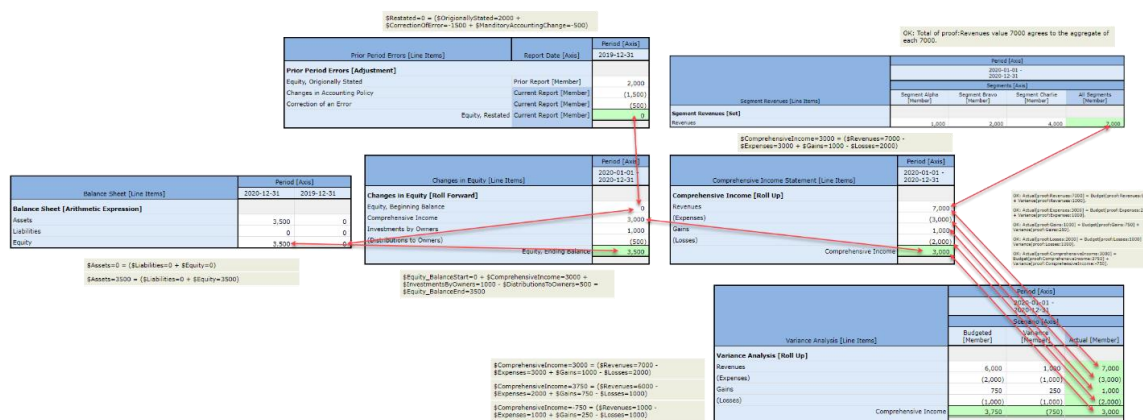 $Restated=0 = ($OrigionallyStated=2000 +
$CorrectionOfError=-1500 + $ManditoryAccountingChange=-500)
Period [Axis]
Prior Period Errors [Line Items] Report Date [Axis] 2019-12-31
Prior Period Errors [Adjustment]
Equity, Origionally Stated Prior Report [Member] 2,000
Changes in Accounting Policy Current Report [Member] (1,500)
Correction of an Error Current Report [Member] (500)
Equity, Restated Current Report [Member] 0
OK: Total of proof:Revenues value 7000 agrees to the aggregate of
each 7000.
Period [Axis]
2020-01-01 -
2020-12-31
Segments [Axis]
Segment Revenues [Line Items] Segment Alpha [Member] Segment Bravo [Member] Segment Charlie [Member] All Segments [Member]
Revenues 1,000 2,000 4,000 7,000
$ComprehensiveIncome=3000 = ($Revenues=7000 -
$Expenses=3000 + $Gains=1000 - $Losses=2000)
Period [Axis]
Balance Sheet [Line Items] 2020-12-31 2019-12-31
Balance Sheet [Arithmetic Expression]
Assets 3,500 0
Liabilities 0 0
Equity 3,500 0
$Assets=0 = ($Liabilities=0 + $Equity=0)
$Assets=3500 = ($Liabilities=0 + $Equity=3500)
Period [Axis]
Changes in Equity [Line Items] 2020-01-01 -
2020-12-31
Changes in Equity [Roll Forward]
Equity, Beginning Balance 0
Comprehensive Income 3,000
Investments by Owners 1,000
(Distributions to Owners) (500)
Equity, Ending Balance 3,500
$Equity_BalanceStart=0 + $ComprehensiveIncome=3000 +
$InvestmentsByOwners=1000 - $DistributionsToOwners=500 =
$Equity_BalanceEnd=3500
Period [Axis]
Comprehensive Income Statement [Line Items] 2020-01-01 -
2020-12-31
Comprehensive Income [Roll Up]
Revenues 7,000
(Expenses) (3,000)
Gains 1,000
(Losses) (2,000)
Comprehensive Income 3,000
Period [Axis]
2020-01-01 -
2020-12-31
Scenario [Axis]
Variance Analysis [Line Items] Budgeted [Member] Variance [Member] Actual [Member]
Variance Analysis [Roll Up]
Revenues 6,000 1,000 7,000
(Expenses) (2,000) (1,000) (3,000)
Gains 750 250 1,000
(Losses) (1,000) (1,000) (2,000)
Comprehensive Income 3,750 (750) 3,000
$ComprehensiveIncome=3000 = ($Revenues=7000 -
$Expenses=3000 + $Gains=1000 - $Losses=2000)
$ComprehensiveIncome=3750 = ($Revenues=6000 -
$Expenses=2000 + $Gains=750 - $Losses=1000)
$ComprehensiveIncome=-750 = ($Revenues=1000 -
$Expenses=1000 + $Gains=250 - $Losses=1000)